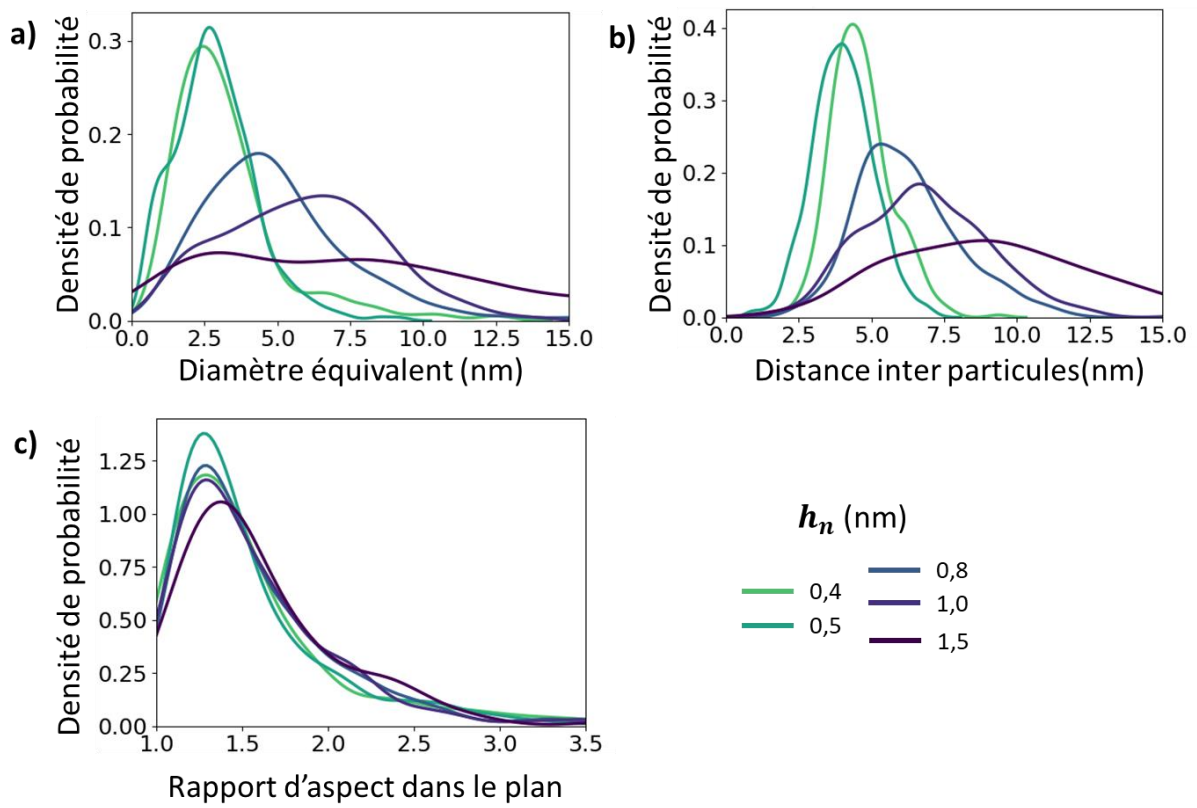 a)
Densité de probabilité
0.3
0.2
0.1
0.0
0.0 2.5 5.0 7.5 10.0 12.5 15.0
Diamètre équivalent (nm)
b)
Densité de probabilité
0.4
0.3
0.2
0.1
0.0
0.0 2.5 5.0 7.5 10.0 12.5 15.0
Distance inter particules(nm)
c)
Densité de probabilité
1.25
1.00
0.75
0.50
0.25
0.00
1.0 1.5 2.0 2.5 3.0 3.5
Rapport d’aspect dans le plan
hn (nm)
0,4
0,5
0,8
1,0
1,5